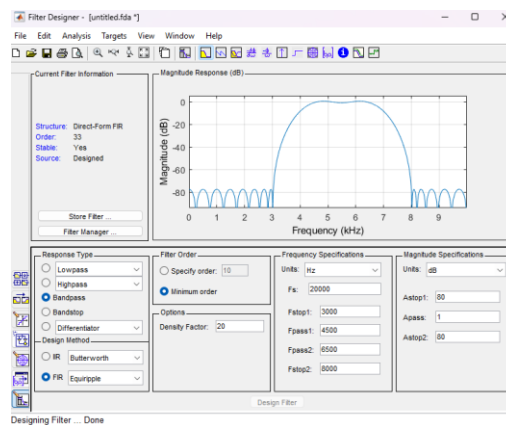 Filter Designer - [untitled.fda *]
File Edit Analysis Targets View Window Help
Current Filter Information
Structure: Direct-Form FIR
Order: 33
Stable: Yes
Source: Designed
Store Filter ...
Filter Manager ...
Magnitude Response (dB)
Magnitude (dB)
0
-20
-40
-60
-80
0 1 2 3 4 5 6 7 8 9
Frequency (kHz)
Response Type
Lowpass
Highpass
Bandpass
Bandstop
Differentiator
Design Method
IIR Butterworth
FIR Equiripple
Filter Order
Specify order: 10
Minimum order
Options
Density Factor: 20
Frequency Specifications
Units: Hz
Fs: 20000
Fstop1: 3000
Fpass1: 4500
Fpass2: 6500
Fstop2: 8000
Magnitude Specifications
Units: dB
Astop1: 80
Apass: 1
Astop2: 80
Design Filter
Designing Filter ... Done